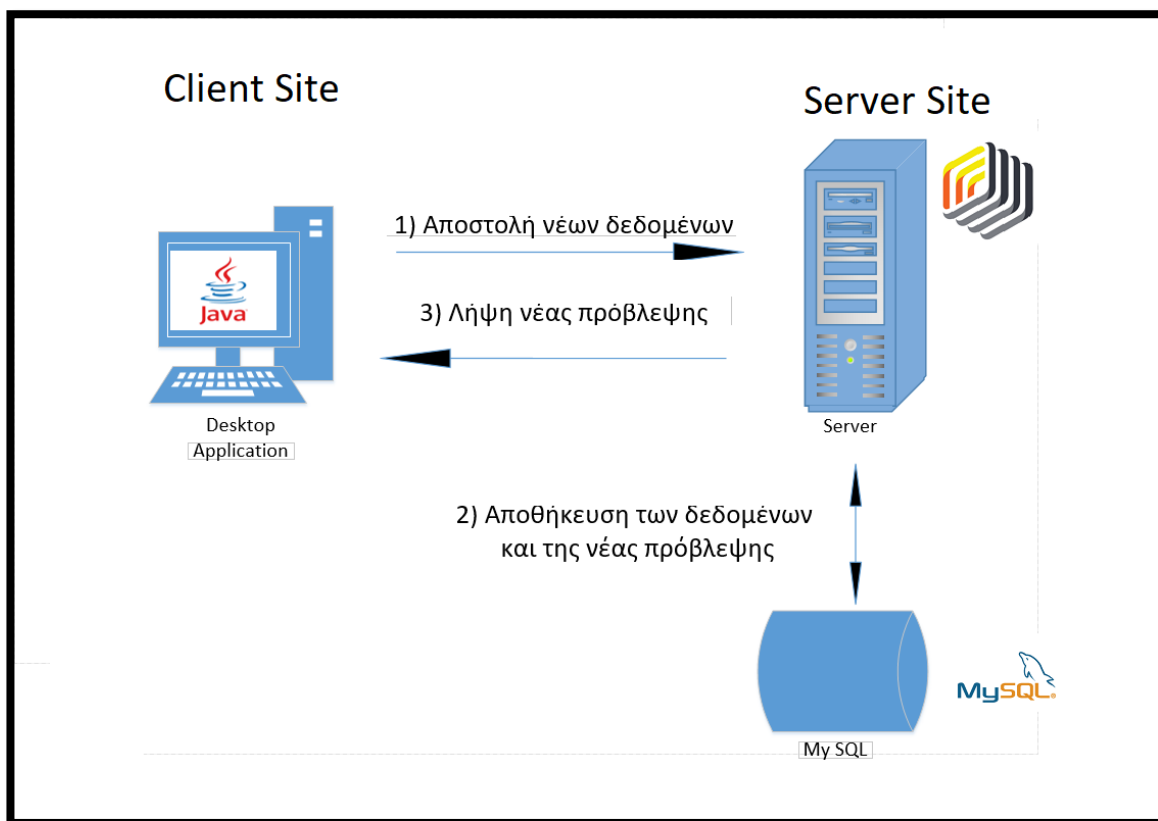 Client Site
Server Site
1) Αποστολή νέων δεδομένων
3) Λήψη νέας πρόβλεψης
Java
Desktop
Application
Server
2) Αποθήκευση των δεδομένων
και της νέας πρόβλεψης
MySQL®
My SQL